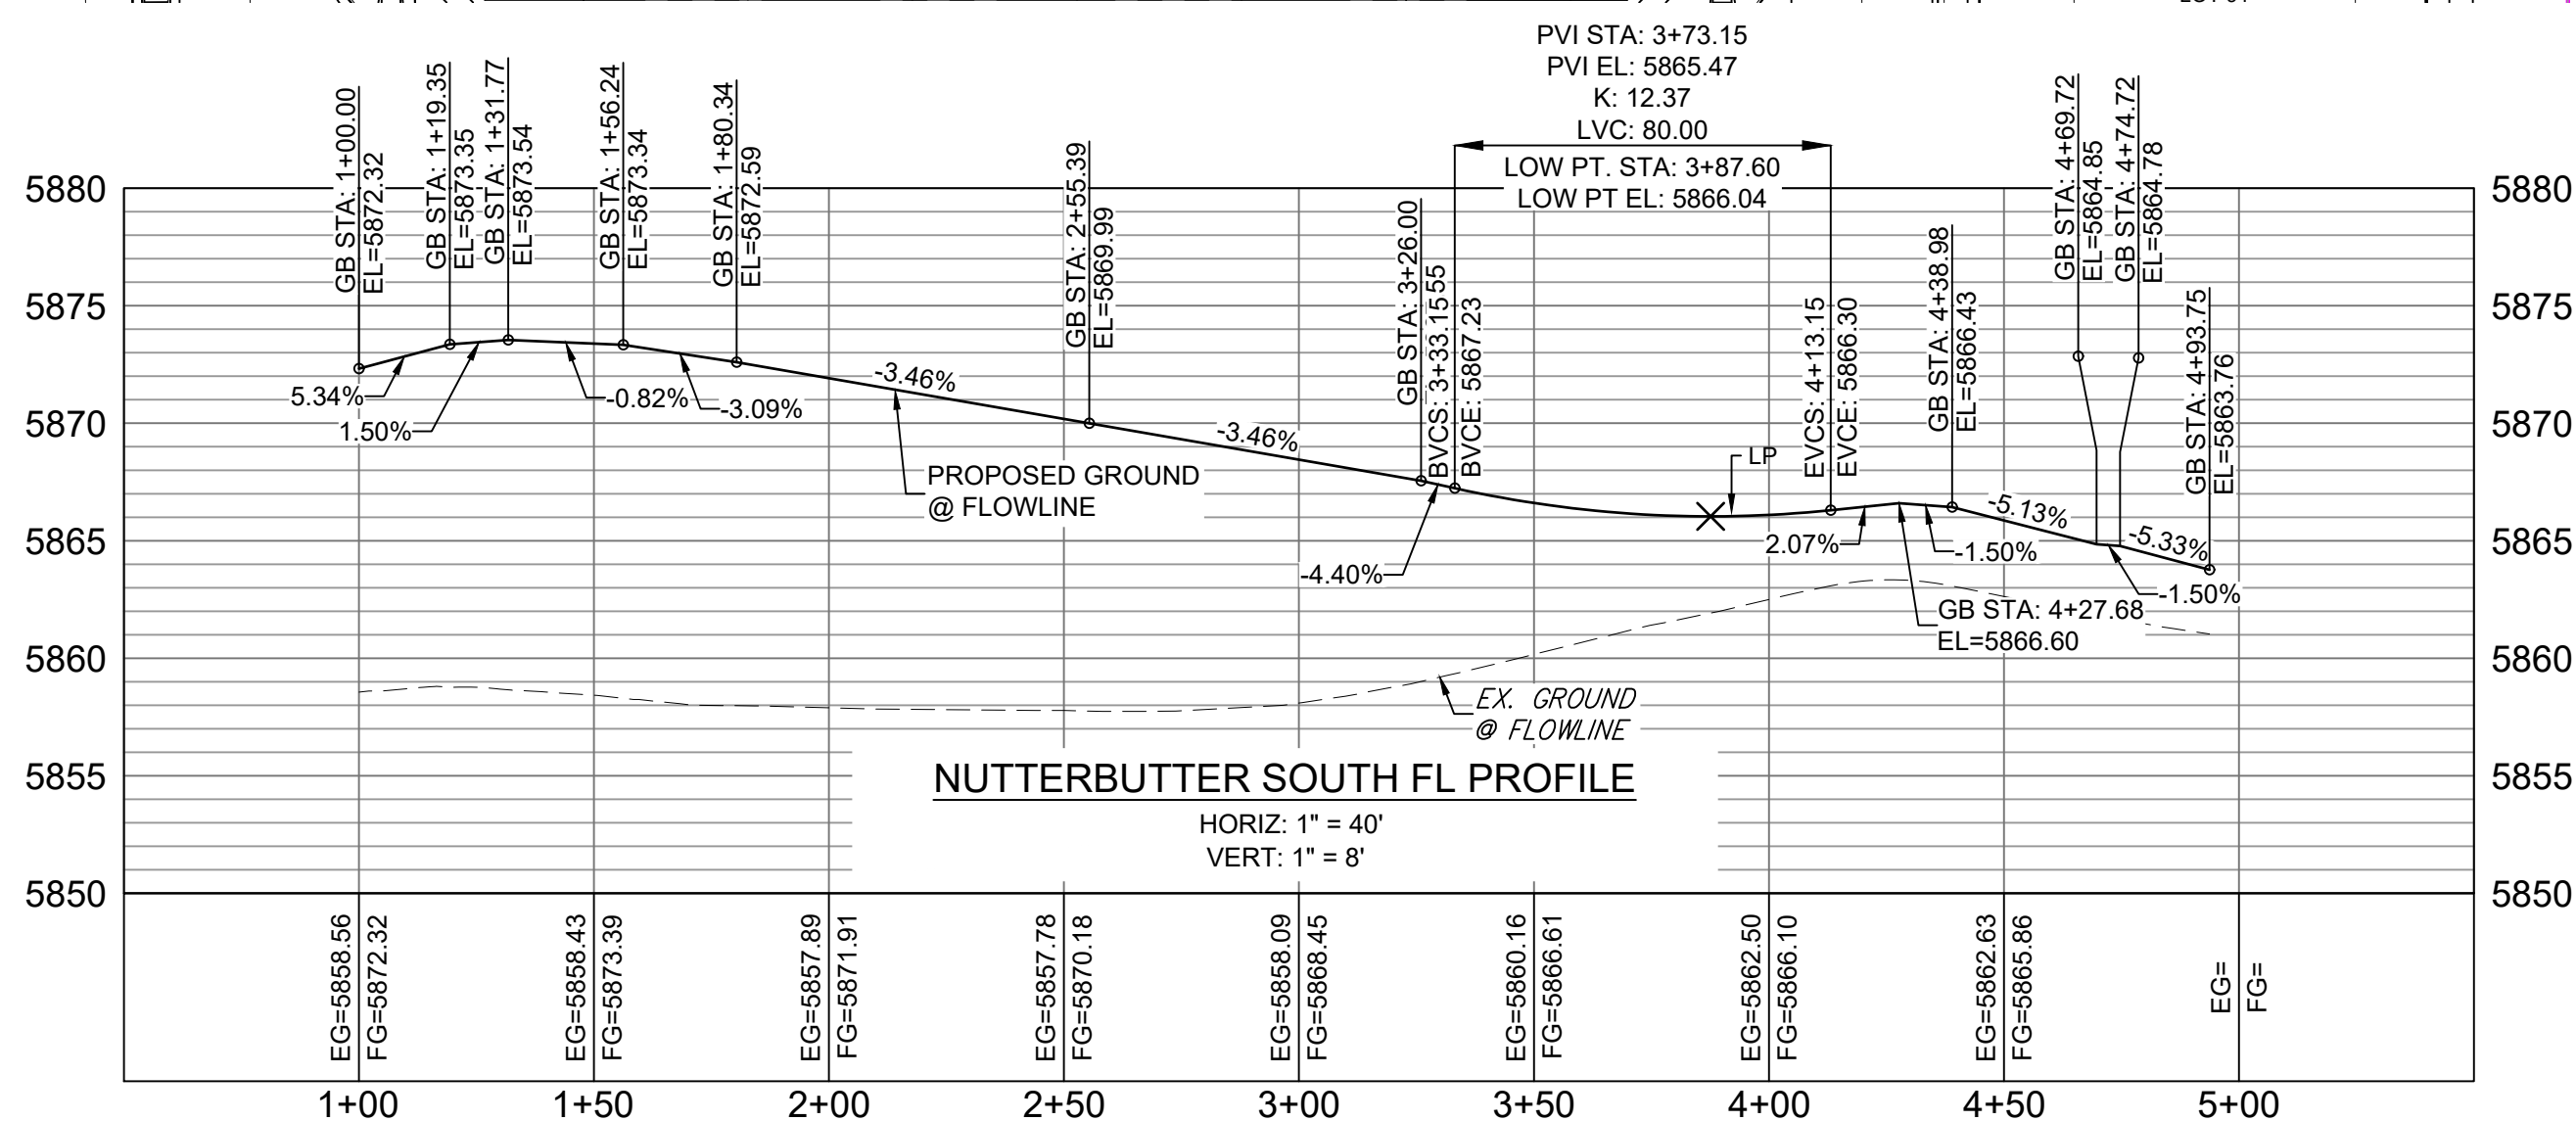 PVI STA: 3+73.15
PVI EL: 5865.47
K: 12.37
LVC: 80.00
LOW PT. STA: 3+87.60
LOW PT EL: 5866.04
GB STA: 1+00.00
EL=5872.32
GB STA: 1+19.35
EL=5873.35
GB STA: 1+31.77
EL=5873.54
GB STA: 1+56.24
EL=5873.34
GB STA: 1+80.34
EL=5872.59
GB STA: 2+55.39
EL=5869.99
GB STA: 3+26.00
55
BVCS: 3+33.15
BVCE: 5867.23
EVCS: 4+13.15
EVCE: 5866.30
GB STA: 4+38.98
EL=5866.43
GB STA: 4+69.72
EL=5864.85
GB STA: 4+74.72
EL=5864.78
GB STA: 4+93.75
EL=5863.76
5880
5880
5875
5875
5870
5870
5865
5865
5860
5860
5855
5855
5850
5850
5.34%
1.50%
-0.82%
-3.09%
-3.46%
-3.46%
PROPOSED GROUND
@ FLOWLINE
-4.40%
LP
2.07%
-1.50%
-5.13%
-5.33%
-1.50%
GB STA: 4+27.68
EL=5866.60
EX. GROUND
@ FLOWLINE
NUTTERBUTTER SOUTH FL PROFILE
HORIZ: 1" = 40'
VERT: 1" = 8'
EG=5858.56
FG=5872.32
EG=5858.43
FG=5873.39
EG=5857.89
FG=5871.91
EG=5857.78
FG=5870.18
EG=5858.09
FG=5868.45
EG=5860.16
FG=5866.61
EG=5862.50
FG=5866.10
EG=5862.63
FG=5865.86
EG=
FG=
1+00
1+50
2+00
2+50
3+00
3+50
4+00
4+50
5+00